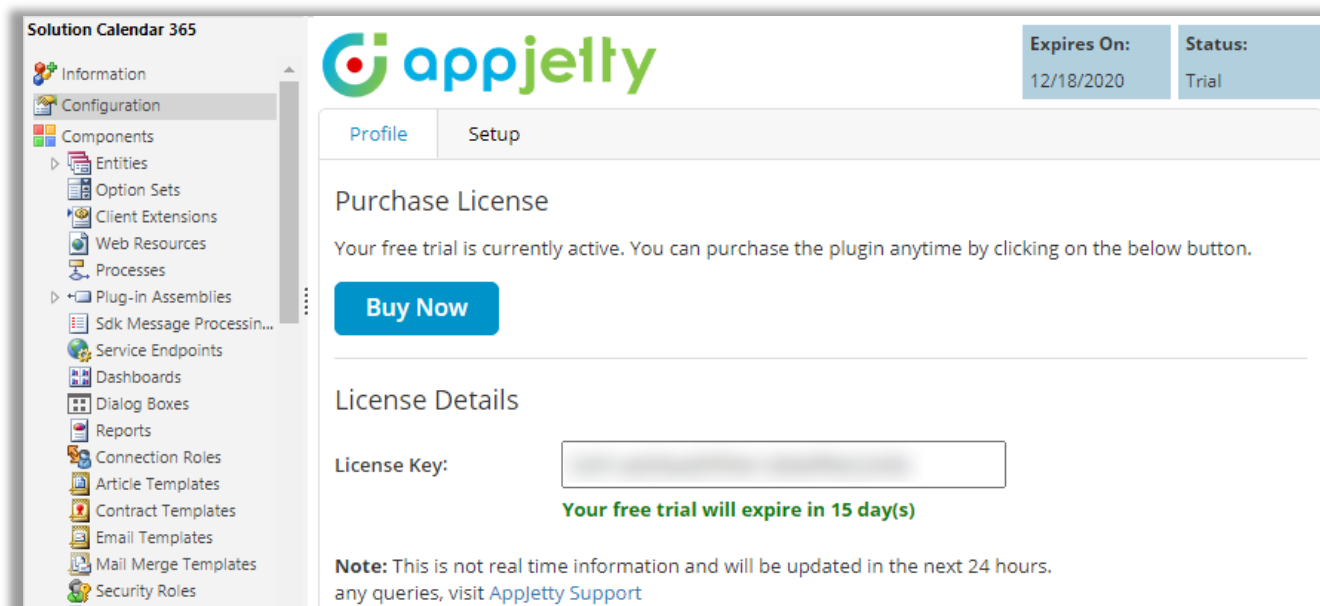 Solution Calendar 365
Information
Configuration
Components
Entities
Option Sets
Client Extensions
Web Resources
Processes
Plug-in Assemblies
Sdk Message Processin...
Service Endpoints
Dashboards
Dialog Boxes
Reports
Connection Roles
Article Templates
Contract Templates
Email Templates
Mail Merge Templates
Security Roles
appjetty
Expires On:
12/18/2020
Status:
Trial
Profile
Setup
Purchase License
Your free trial is currently active. You can purchase the plugin anytime by clicking on the below button.
Buy Now
License Details
License Key:
Your free trial will expire in 15 day(s)
Note: This is not real time information and will be updated in the next 24 hours.
any queries, visit AppJetty Support